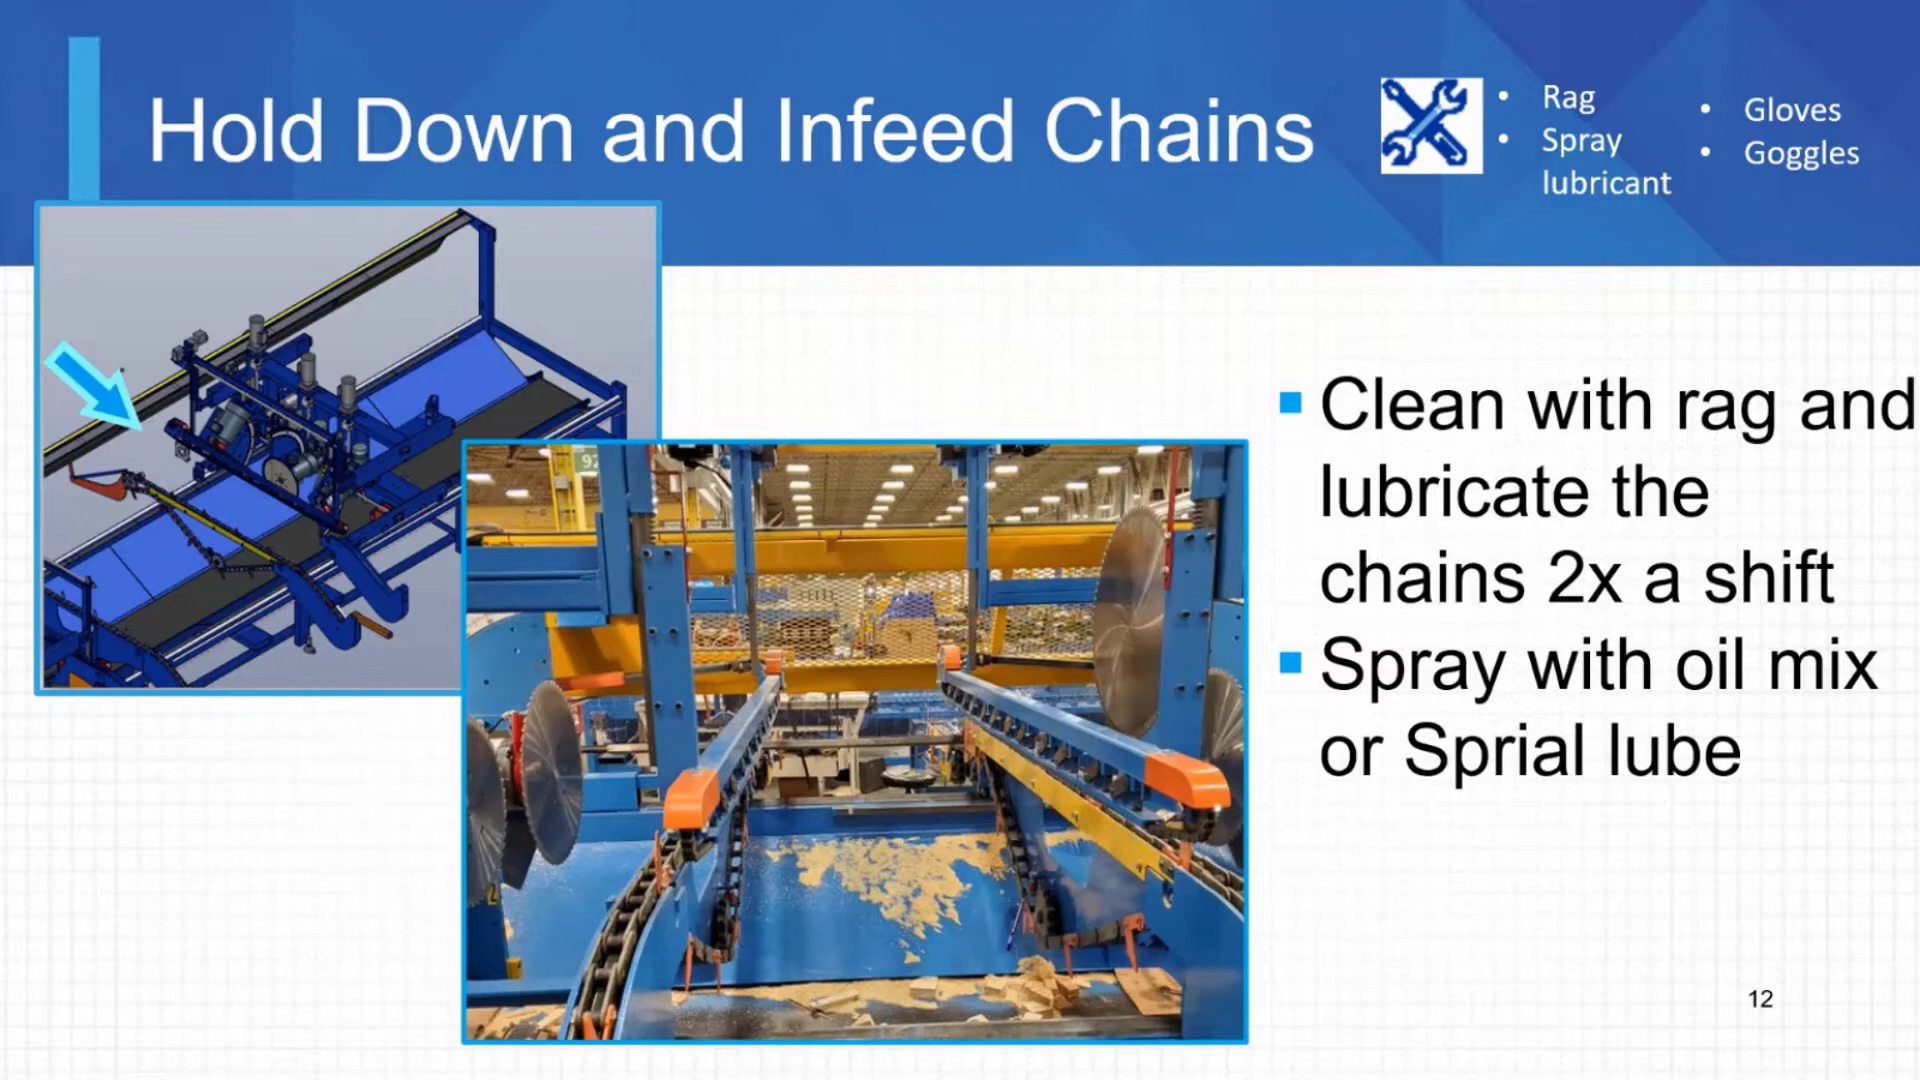 Hold Down and Infeed Chains
• Rag
• Spray
lubricant
• Gloves
• Goggles
92
Clean with rag and
lubricate the
chains 2x a shift
Spray with oil mix
or Sprial lube
12